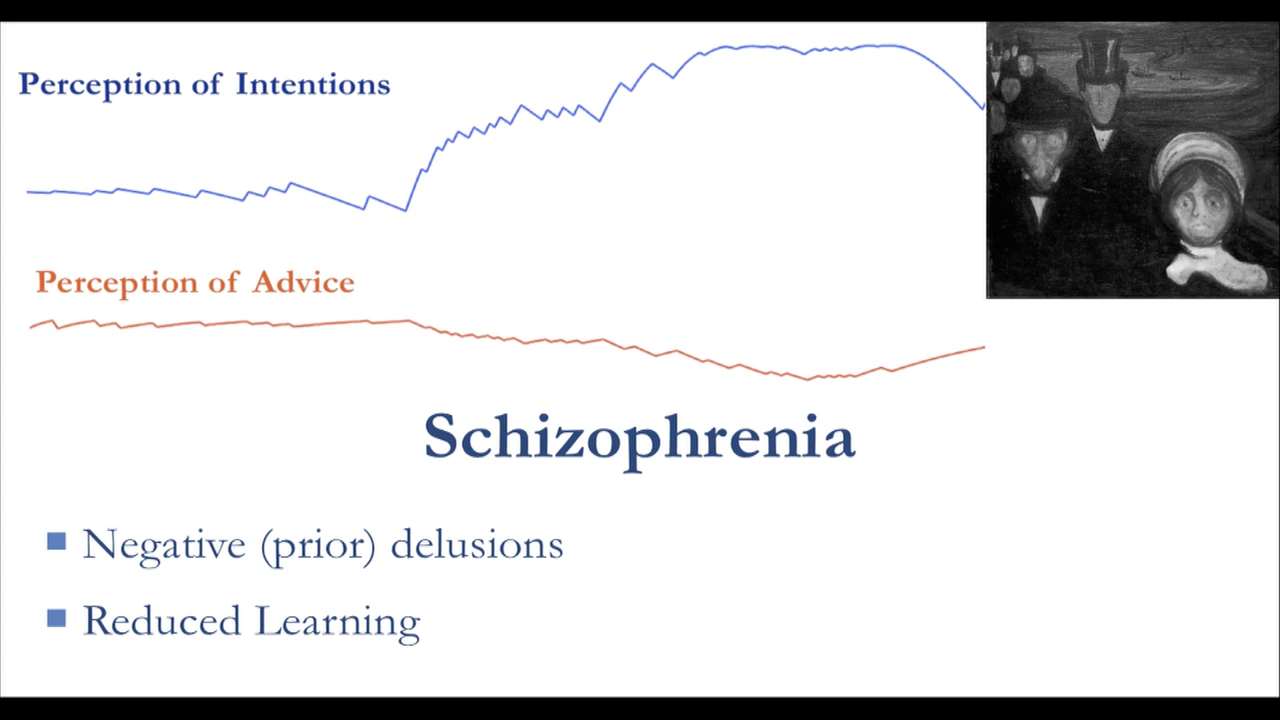 Perception of Intentions
Perception of Advice
Schizophrenia
Negative (prior) delusions
Reduced Learning